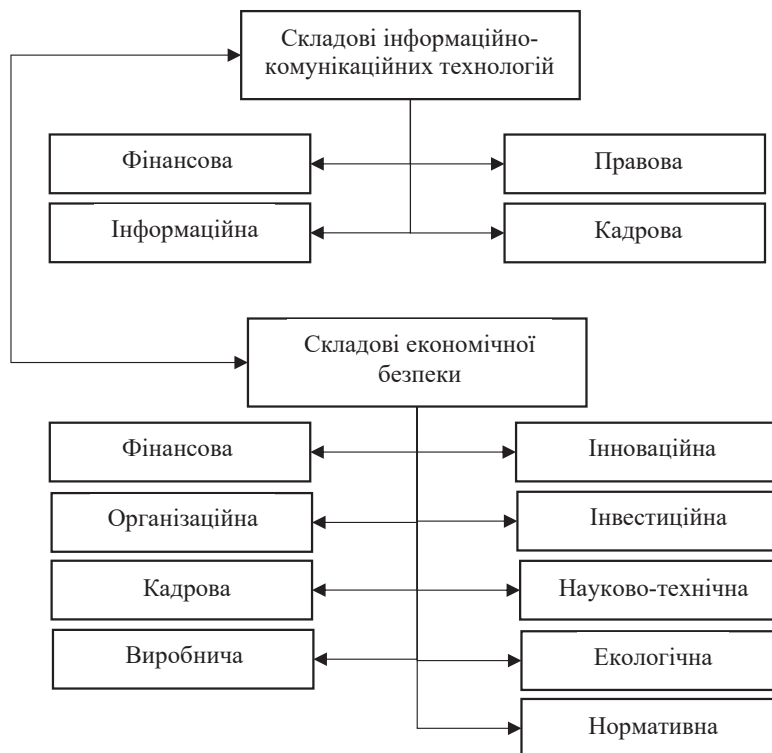 Складові інформаційно-
комунікаційних технологій
Фінансова
Правова
Інформаційна
Кадрова
Складові економічної
безпеки
Фінансова
Інноваційна
Організаційна
Інвестиційна
Кадрова
Науково-технічна
Виробнича
Екологічна
Нормативна